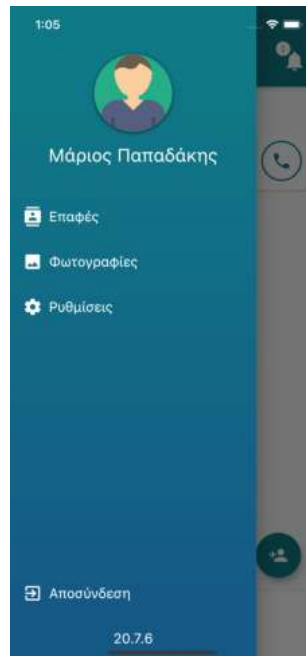 1:05
Μάριος Παπαδάκης
Επαφές
Φωτογραφίες
Ρυθμίσεις
Αποσύνδεση
20.7.6